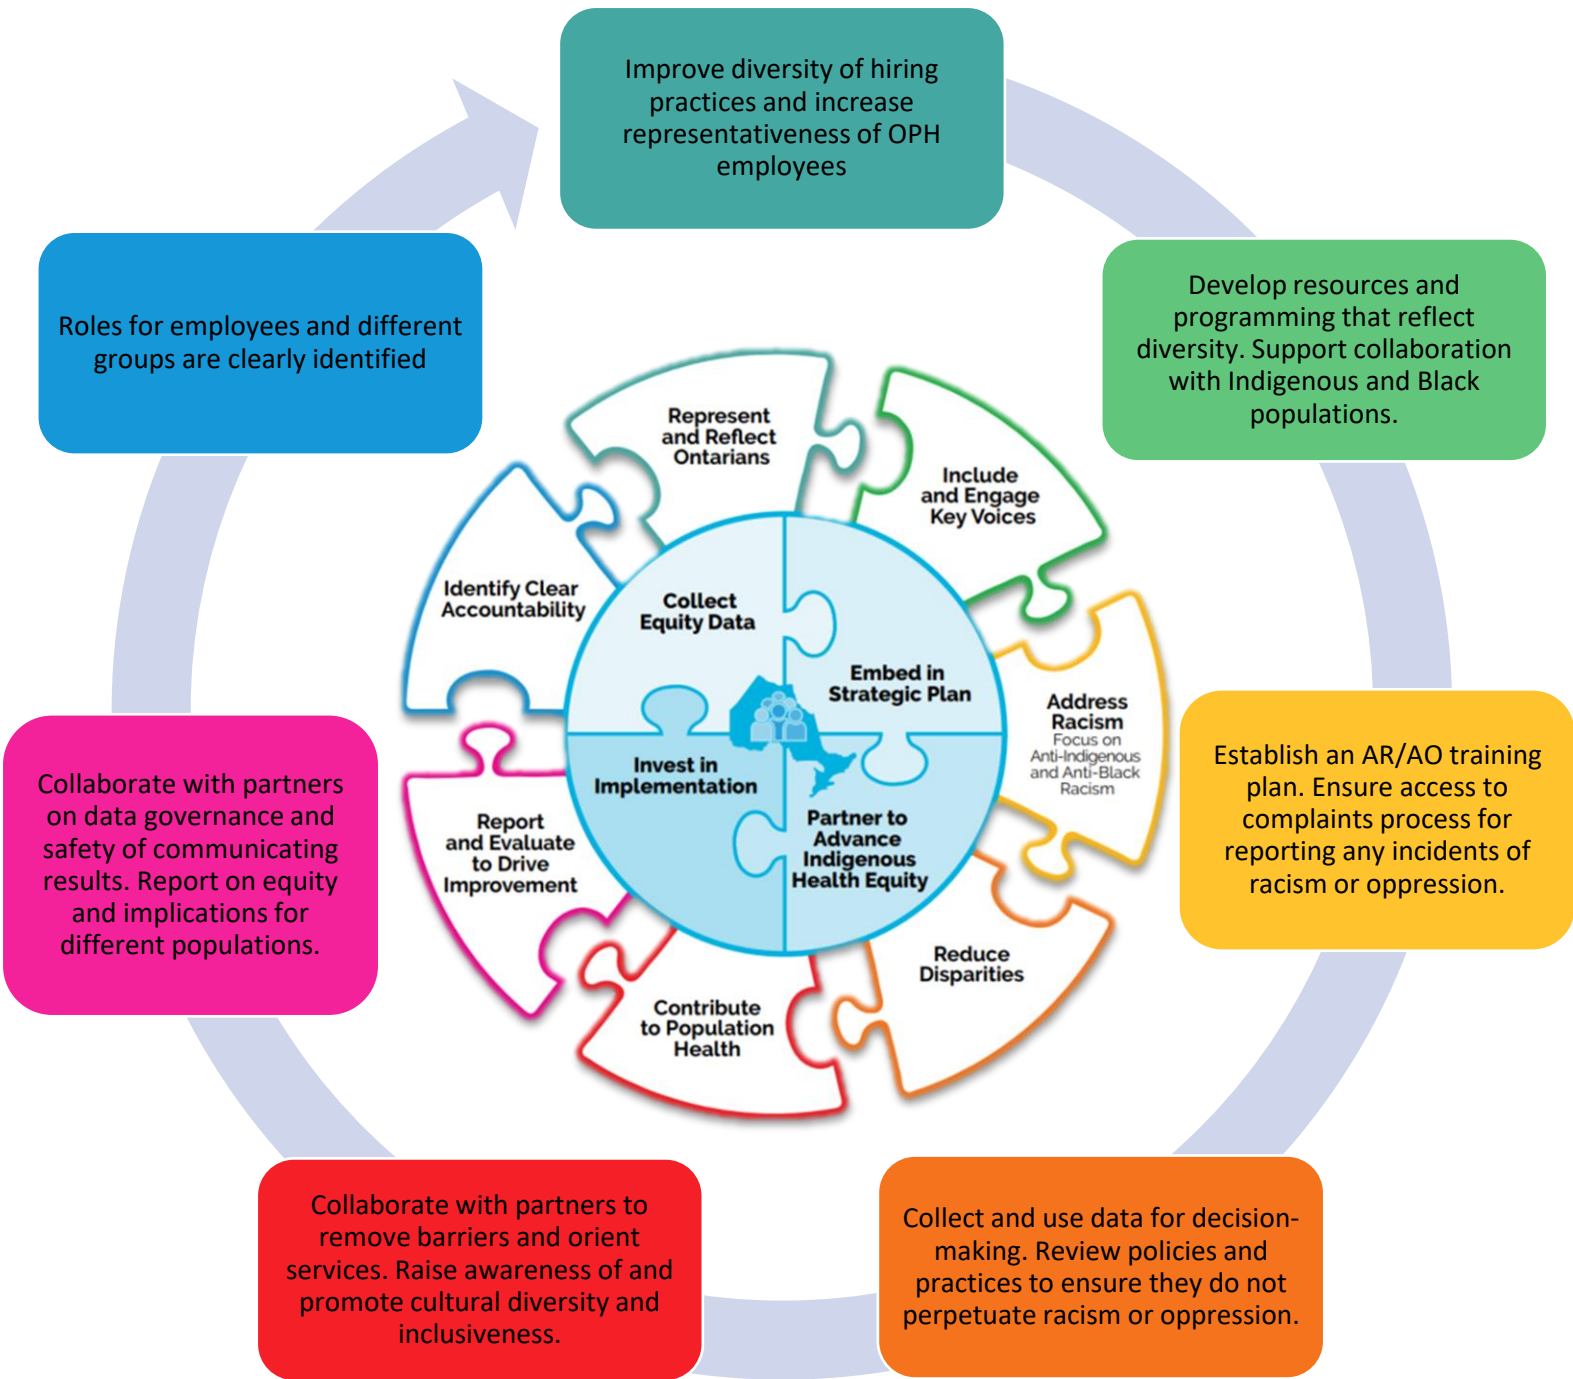 Improve diversity of hiring
practices and increase
representativeness of OPH
employees
Develop resources and
programming that reflect
diversity. Support collaboration
with Indigenous and Black
populations.
Establish an AR/AO training
plan. Ensure access to
complaints process for
reporting any incidents of
racism or oppression.
Collect and use data for decision-
making. Review policies and
practices to ensure they do not
perpetuate racism or oppression.
Collaborate with partners to
remove barriers and orient
services. Raise awareness of and
promote cultural diversity and
inclusiveness.
Collaborate with partners
on data governance and
safety of communicating
results. Report on equity
and implications for
different populations.
Roles for employees and different
groups are clearly identified
Represent
and Reflect
Ontarians
Include
and Engage
Key Voices
Address
Racism
Focus on
Anti-Indigenous
and Anti-Black
Racism
Reduce
Disparities
Contribute
to Population
Health
Report
and Evaluate
to Drive
Improvement
Identify Clear
Accountability
Collect
Equity Data
Embed in
Strategic Plan
Partner to
Advance
Indigenous
Health Equity
Invest in
Implementation